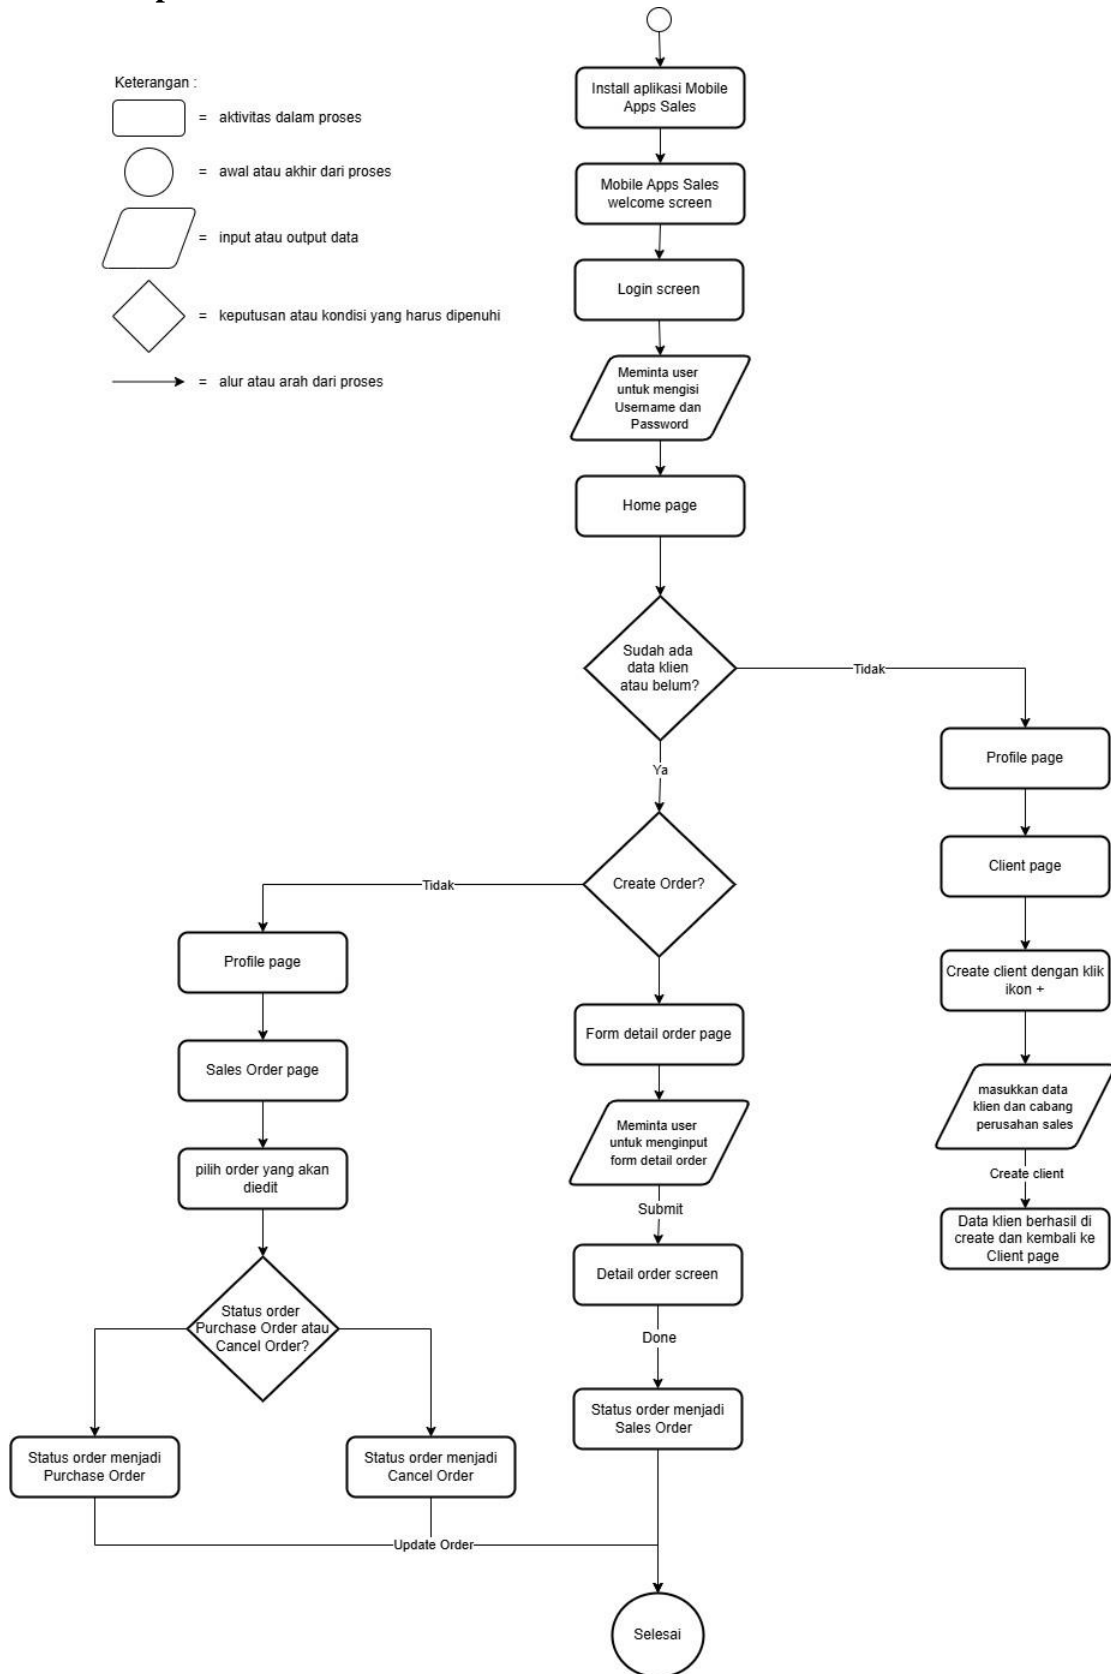 Keterangan :
= aktivitas dalam proses
= awal atau akhir dari proses
= input atau output data
= keputusan atau kondisi yang harus dipenuhi
= alur atau arah dari proses
Install aplikasi Mobile
Apps Sales
Mobile Apps Sales
welcome screen
Login screen
Meminta user
untuk mengisi
Username dan
Password
Home page
Sudah ada
data klien
atau belum?
Tidak
Ya
Profile page
Client page
Create client dengan klik
ikon +
masukkan data
klien dan cabang
perusahan sales
Create client
Data klien berhasil di
create dan kembali ke
Client page
Create Order?
Tidak
Profile page
Sales Order page
pilih order yang akan
diedit
Status order
Purchase Order atau
Cancel Order?
Status order menjadi
Purchase Order
Status order menjadi
Cancel Order
Update Order
Form detail order page
Meminta user
untuk menginput
form detail order
Submit
Detail order screen
Done
Status order menjadi
Sales Order
Selesai